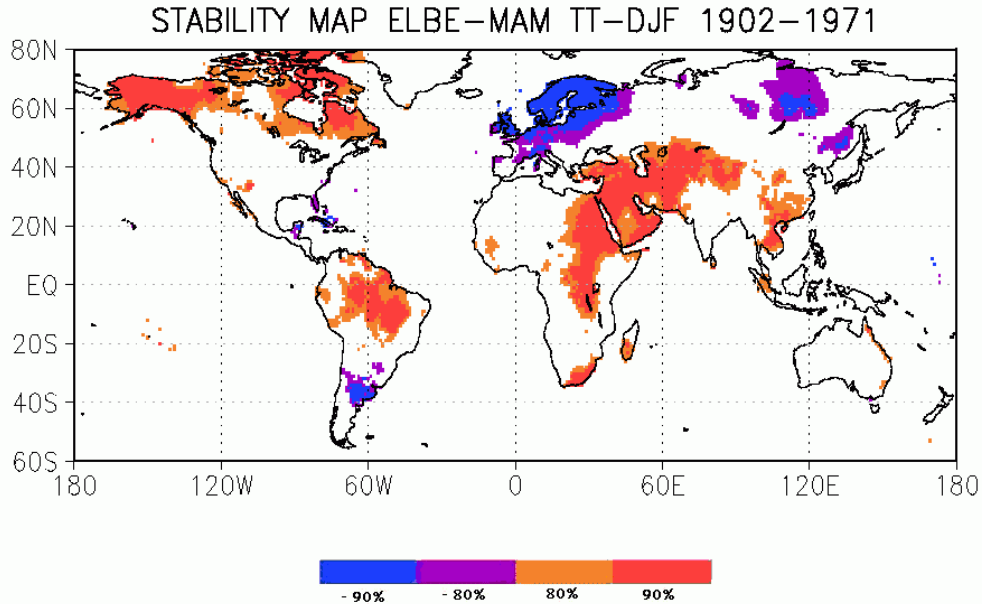 STABILITY MAP ELBE-MAM TT-DJF 1902-1971
80N
60N
40N
20N
EQ
20S
40S
60S
180 120W 60W 0 60E 120E 180
-90% -80% 80% 90%